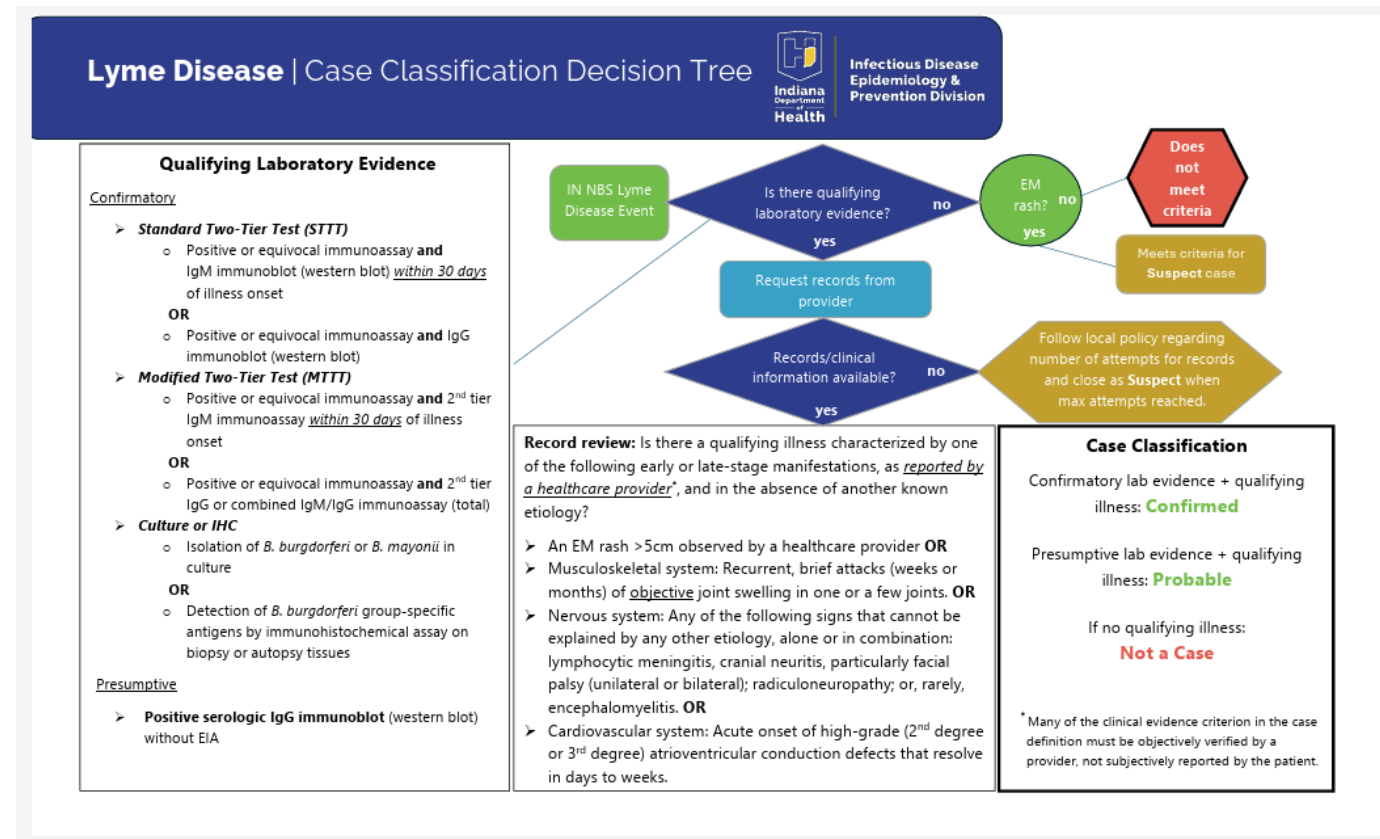 Lyme Disease | Case Classification Decision Tree
Indiana
Department
of
Health
Infectious Disease
Epidemiology &
Prevention Division
Qualifying Laboratory Evidence
Confirmatory
➢ Standard Two-Tier Test (STTT)
o Positive or equivocal immunoassay and
IgM immunoblot (western blot) within 30 days
of illness onset
OR
o Positive or equivocal immunoassay and IgG
immunoblot (western blot)
➢ Modified Two-Tier Test (MTTT)
o Positive or equivocal immunoassay and 2nd tier
IgM immunoassay within 30 days of illness
onset
OR
o Positive or equivocal immunoassay and 2nd tier
IgG or combined IgM/IgG immunoassay (total)
➢ Culture or IHC
o Isolation of B. burgdorferi or B. mayonii in
culture
OR
o Detection of B. burgdorferi group-specific
antigens by immunohistochemical assay on
biopsy or autopsy tissues
Presumptive
➢ Positive serologic IgG immunoblot (western blot)
without EIA
IN NBS Lyme
Disease Event
Is there qualifying
laboratory evidence?
no
yes
EM
rash?
no
yes
Does
not
meet
criteria
Meets criteria for
Suspect case
Request records from
provider
Records/clinical
information available?
no
yes
Follow local policy regarding
number of attempts for records
and close as Suspect when
max attempts reached.
Record review: Is there a qualifying illness characterized by one
of the following early or late-stage manifestations, as reported by
a healthcare provider*, and in the absence of another known
etiology?
➢ An EM rash >5cm observed by a healthcare provider OR
➢ Musculoskeletal system: Recurrent, brief attacks (weeks or
months) of objective joint swelling in one or a few joints. OR
➢ Nervous system: Any of the following signs that cannot be
explained by any other etiology, alone or in combination:
lymphocytic meningitis, cranial neuritis, particularly facial
palsy (unilateral or bilateral); radiculoneuropathy; or, rarely,
encephalomyelitis. OR
➢ Cardiovascular system: Acute onset of high-grade (2nd degree
or 3rd degree) atrioventricular conduction defects that resolve
in days to weeks.
Case Classification
Confirmatory lab evidence + qualifying
illness: Confirmed
Presumptive lab evidence + qualifying
illness: Probable
If no qualifying illness:
Not a Case
*Many of the clinical evidence criterion in the case
definition must be objectively verified by a
provider, not subjectively reported by the patient.